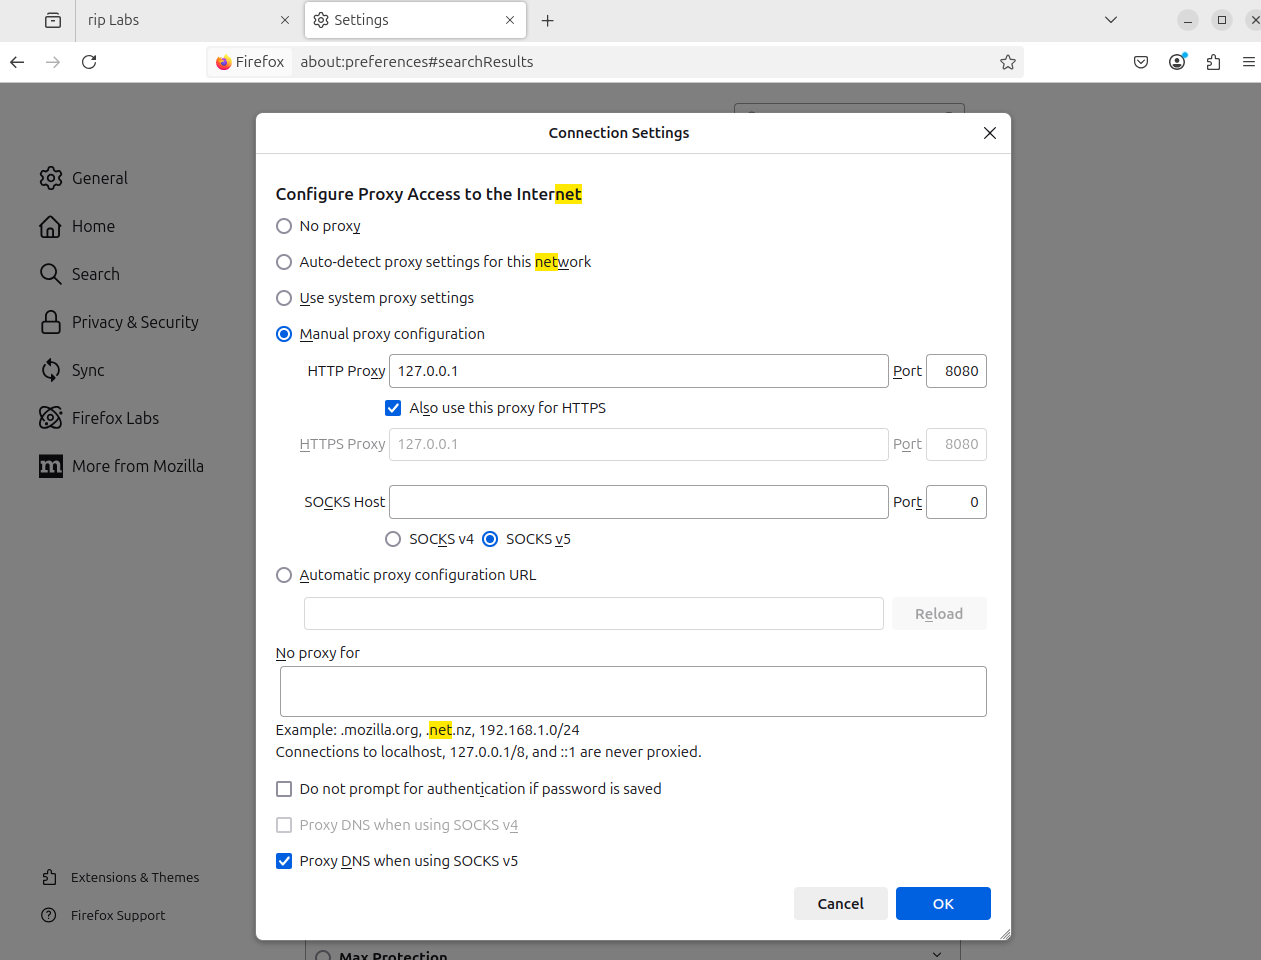 rip Labs
Settings
Firefox
about:preferences#searchResults
Connection Settings
General
Home
Search
Privacy & Security
Sync
Firefox Labs
More from Mozilla
Extensions & Themes
Firefox Support
Configure Proxy Access to the Internet
No proxy
Auto-detect proxy settings for this network
Use system proxy settings
Manual proxy configuration
HTTP Proxy 127.0.0.1 Port 8080
Also use this proxy for HTTPS
HTTPS Proxy 127.0.0.1 Port 8080
SOCKS Host Port 0
SOCKS v4 SOCKS v5
Automatic proxy configuration URL
Reload
No proxy for
Example: .mozilla.org, .net.nz, 192.168.1.0/24
Connections to localhost, 127.0.0.1/8, and ::1 are never proxied.
Do not prompt for authentication if password is saved
Proxy DNS when using SOCKS v4
Proxy DNS when using SOCKS v5
Cancel OK
Max Protection